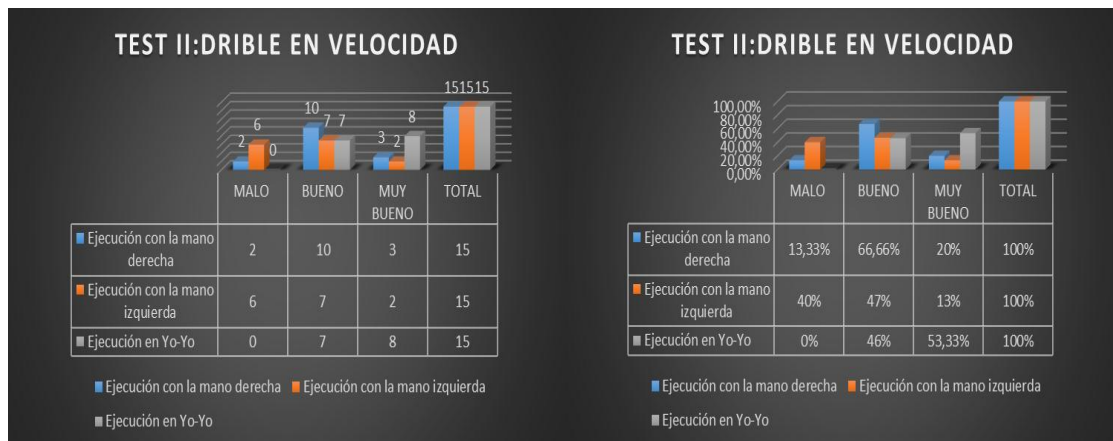 TEST II:DRIBLE EN VELOCIDAD
2 6 0 10 7 7 3 2 8 151515
MALO BUENO MUY BUENO TOTAL
Ejecución con la mano derecha 2 10 3 15
Ejecución con la mano izquierda 6 7 2 15
Ejecución en Yo-Yo 0 7 8 15
Ejecución con la mano derecha Ejecución con la mano izquierda
Ejecución en Yo-Yo
TEST II:DRIBLE EN VELOCIDAD
100,00%
80,00%
60,00%
40,00%
20,00%
0,00%
MALO BUENO MUY BUENO TOTAL
Ejecución con la mano derecha 13,33% 66,66% 20% 100%
Ejecución con la mano izquierda 40% 47% 13% 100%
Ejecución en Yo-Yo 0% 46% 53,33% 100%
Ejecución con la mano derecha Ejecución con la mano izquierda
Ejecución en Yo-Yo